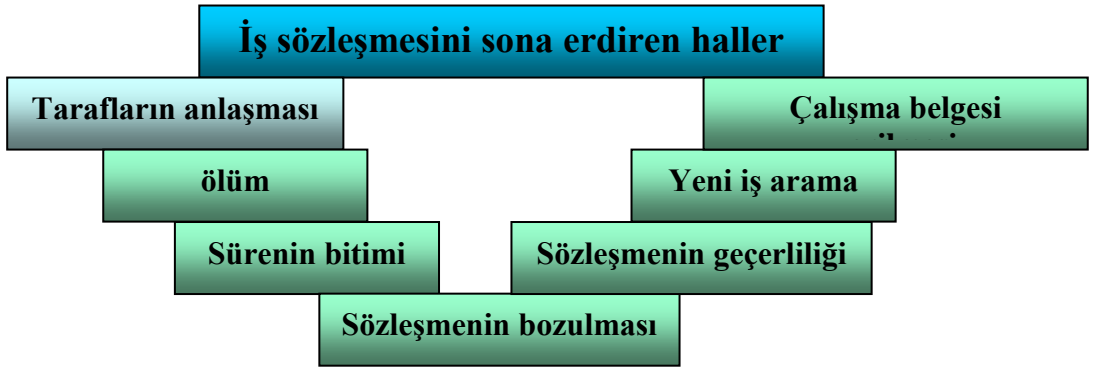 İş sözleşmesini sona erdiren haller
Tarafların anlaşması
Çalışma belgesi
ölüm
Yeni iş arama
Sürenin bitimi
Sözleşmenin geçerliliği
Sözleşmenin bozulması